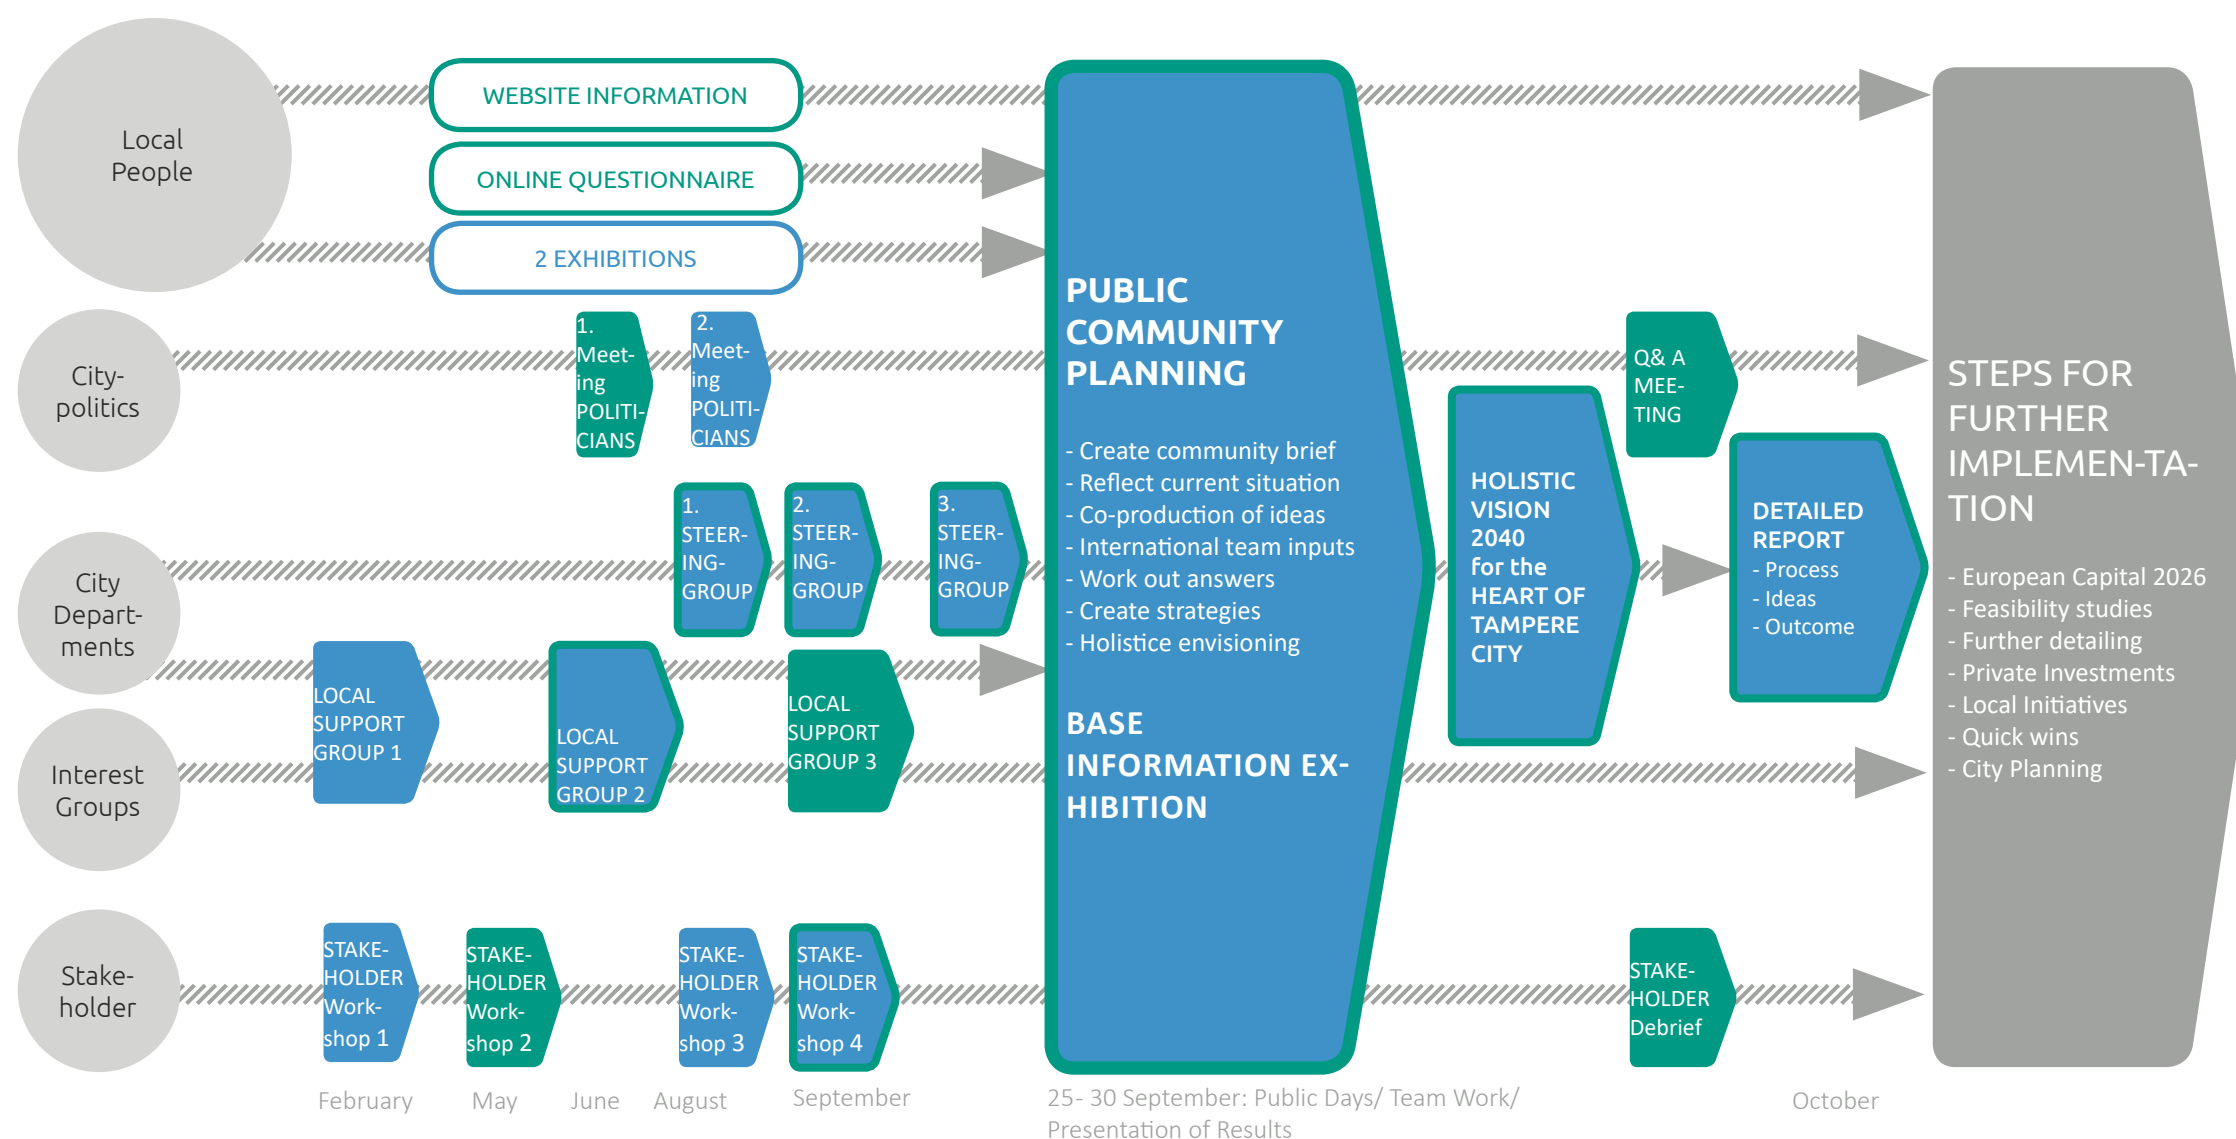 Local
People
WEBSITE INFORMATION
ONLINE QUESTIONNAIRE
2 EXHIBITIONS
City-
politics
1.
Meet-
ing
POLITI-
CIANS
2.
Meet-
ing
POLITI-
CIANS
City
Depart-
ments
1.
STEER-
ING-
GROUP
2.
STEER-
ING-
GROUP
3.
STEER-
ING-
GROUP
LOCAL
SUPPORT
GROUP 1
LOCAL
SUPPORT
GROUP 2
LOCAL
SUPPORT
GROUP 3
Interest
Groups
Stake-
holder
STAKE-
HOLDER
Work-
shop 1
STAKE-
HOLDER
Work-
shop 2
STAKE-
HOLDER
Work-
shop 3
STAKE-
HOLDER
Work-
shop 4
PUBLIC
COMMUNITY
PLANNING
- Create community brief
- Reflect current situation
- Co-production of ideas
- International team inputs
- Work out answers
- Create strategies
- Holistice envisioning
BASE
INFORMATION EX-
HIBITION
HOLISTIC
VISION
2040
for the
HEART OF
TAMPERE
CITY
Q& A
MEE-
TING
DETAILED
REPORT
- Process
- Ideas
- Outcome
STAKE-
HOLDER
Debrief
STEPS FOR
FURTHER
IMPLEMEN-TA-
TION
- European Capital 2026
- Feasibility studies
- Further detailing
- Private Investments
- Local Initiatives
- Quick wins
- City Planning
February
May
June
August
September
25- 30 September: Public Days/ Team Work/
Presentation of Results
October